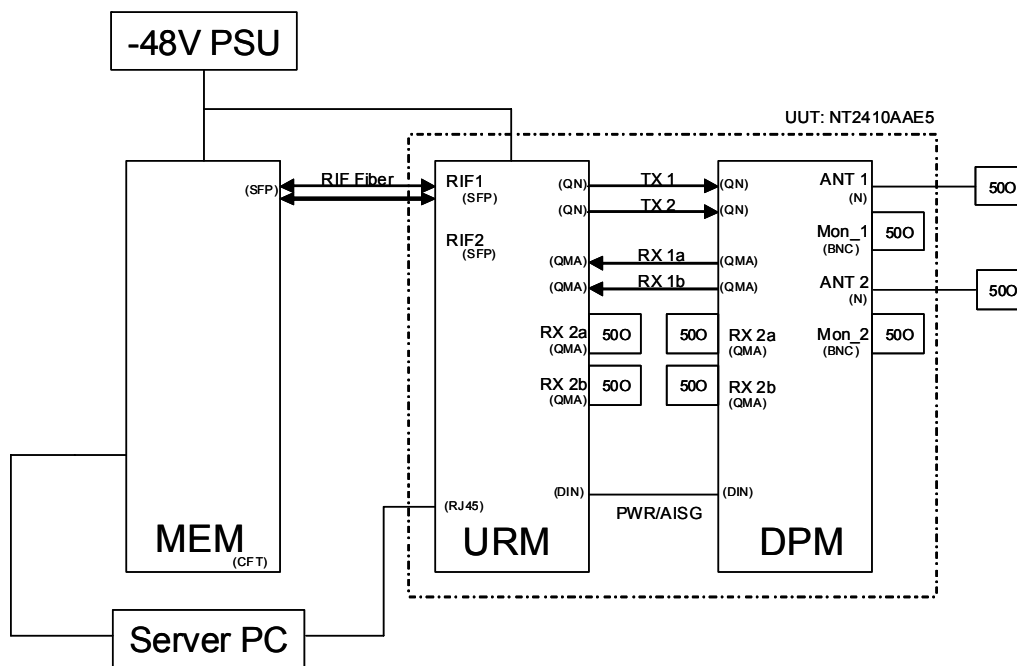 -48V PSU
UUT: NT2410AAE5
RIF Fiber
(SFP)
RIF1
(SFP)
RIF2
(SFP)
(QN)
TX 1
(QN)
(QN)
TX 2
(QN)
(QMA)
RX 1a
(QMA)
(QMA)
RX 1b
(QMA)
RX 2a
(QMA)
50O
50O
RX 2a
(QMA)
RX 2b
(QMA)
50O
50O
RX 2b
(QMA)
ANT 1
(N)
50O
Mon_1
(BNC)
50O
ANT 2
(N)
50O
Mon_2
(BNC)
50O
(DIN)
PWR/AISG
(DIN)
(RJ45)
MEM
(CFT)
URM
DPM
Server PC